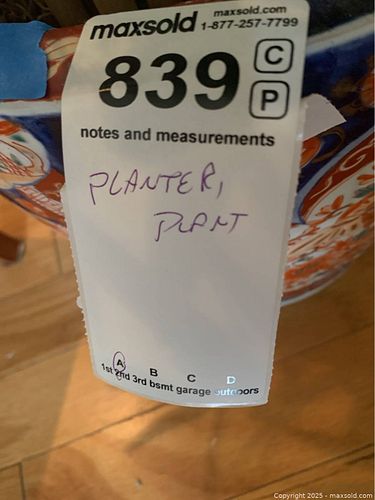 maxsold maxsold.com
1-877-257-7799
839 C
P
notes and measurements
PLANTER,
PLANT
A B C D
1st 2nd 3rd bsmt garage outdoors
Copyright © 2025 - maxsold.com